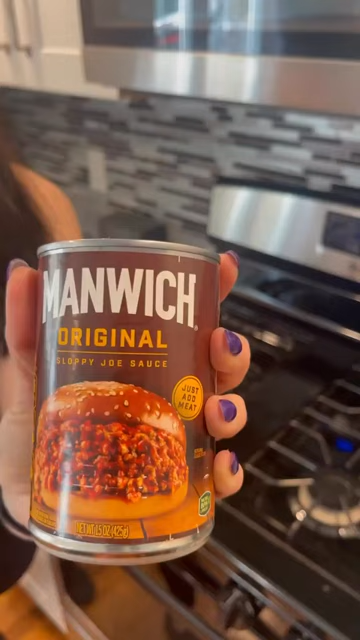 MANWICH
ORIGINAL
SLOPPY JOE SAUCE
JUST
ADD
MEAT
NET WT 15 OZ (425g)